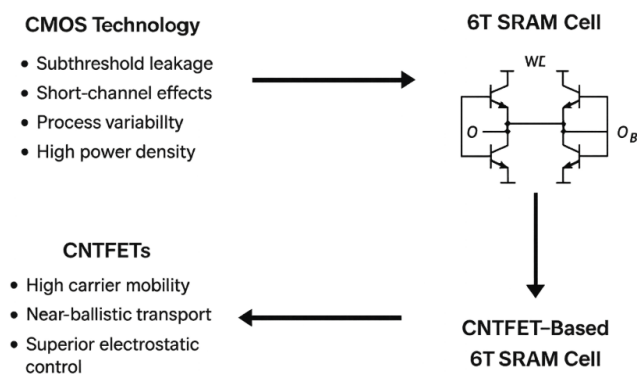 CMOS Technology
• Subthreshold leakage
• Short-channel effects
• Process variabillty
• High power density
6T SRAM Cell
WL
O
O_B
CNTFETs
• High carrier mobility
• Near-ballistic transport
• Superior electrostatic
control
CNTFET–Based
6T SRAM Cell